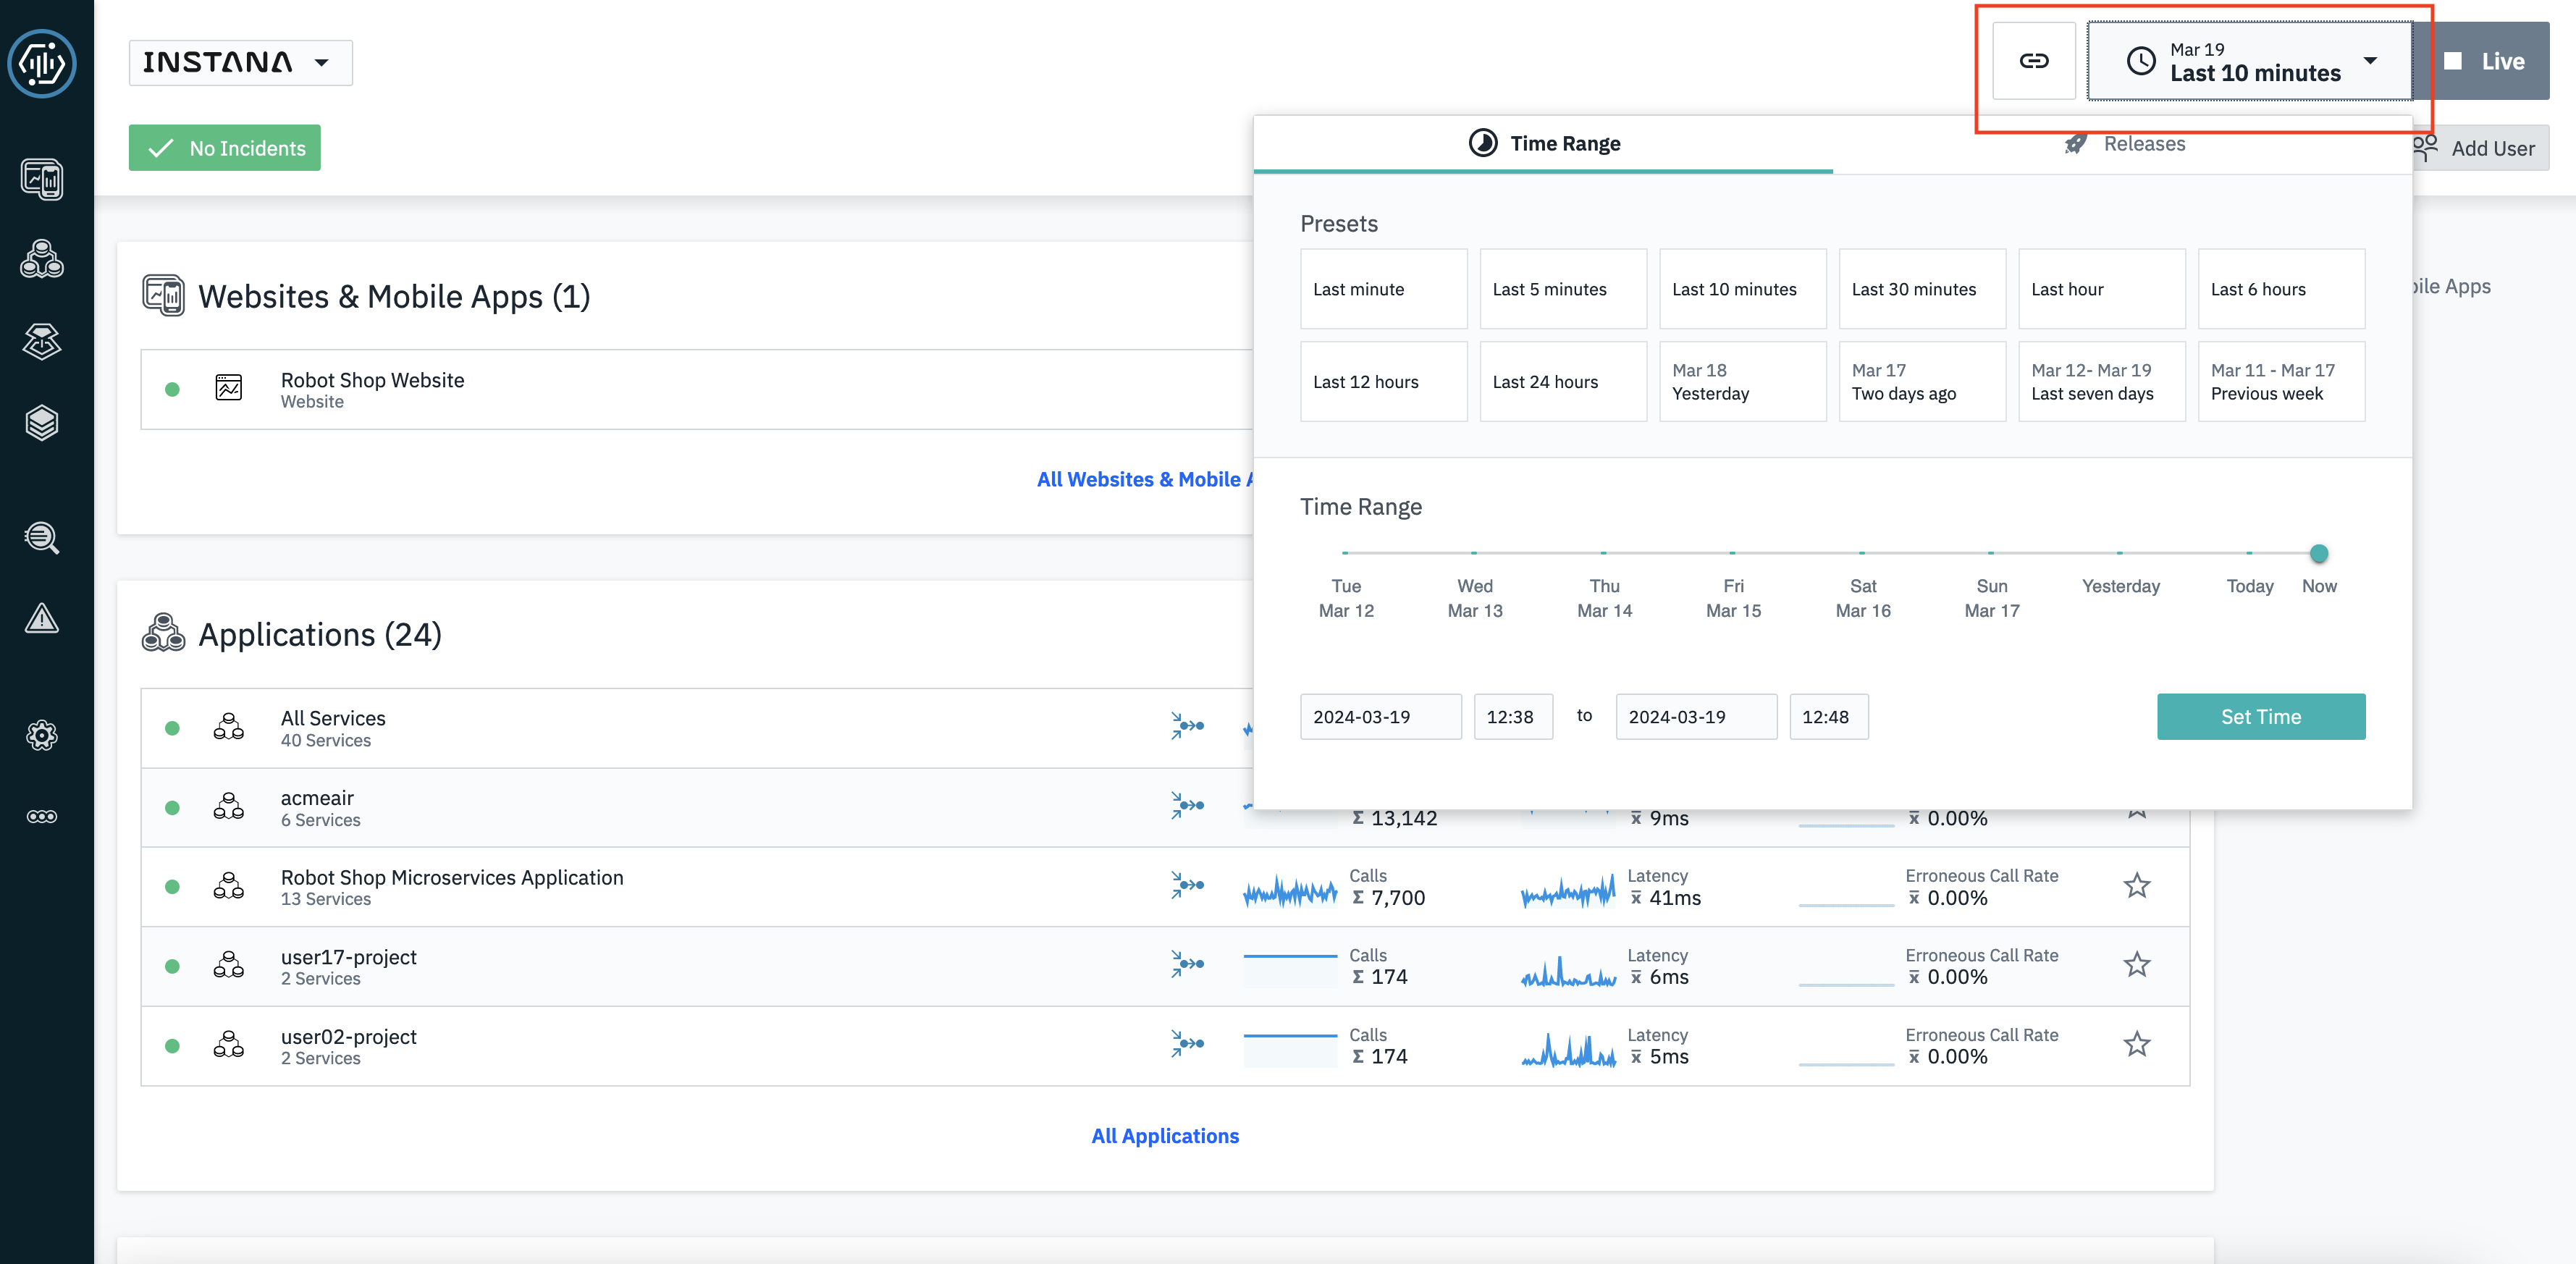 INSTANA
Mar 19
Last 10 minutes
Live
No Incidents
Add User
Time Range
Releases
Presets
Last minute
Last 5 minutes
Last 10 minutes
Last 30 minutes
Last hour
Last 6 hours
Last 12 hours
Last 24 hours
Mar 18
Yesterday
Mar 17
Two days ago
Mar 12- Mar 19
Last seven days
Mar 11 - Mar 17
Previous week
Time Range
Tue
Mar 12
Wed
Mar 13
Thu
Mar 14
Fri
Mar 15
Sat
Mar 16
Sun
Mar 17
Yesterday
Today
Now
2024-03-19
12:38
to
2024-03-19
12:48
Set Time
Websites & Mobile Apps (1)
Robot Shop Website
Website
All Websites & Mobile
Apps
Applications (24)
All Services
40 Services
acmeair
6 Services
Σ 13,142
x̅ 9ms
x̅ 0.00%
Robot Shop Microservices Application
13 Services
Calls
Σ 7,700
Latency
x̅ 41ms
Erroneous Call Rate
x̅ 0.00%
user17-project
2 Services
Calls
Σ 174
Latency
x̅ 6ms
Erroneous Call Rate
x̅ 0.00%
user02-project
2 Services
Calls
Σ 174
Latency
x̅ 5ms
Erroneous Call Rate
x̅ 0.00%
All Applications